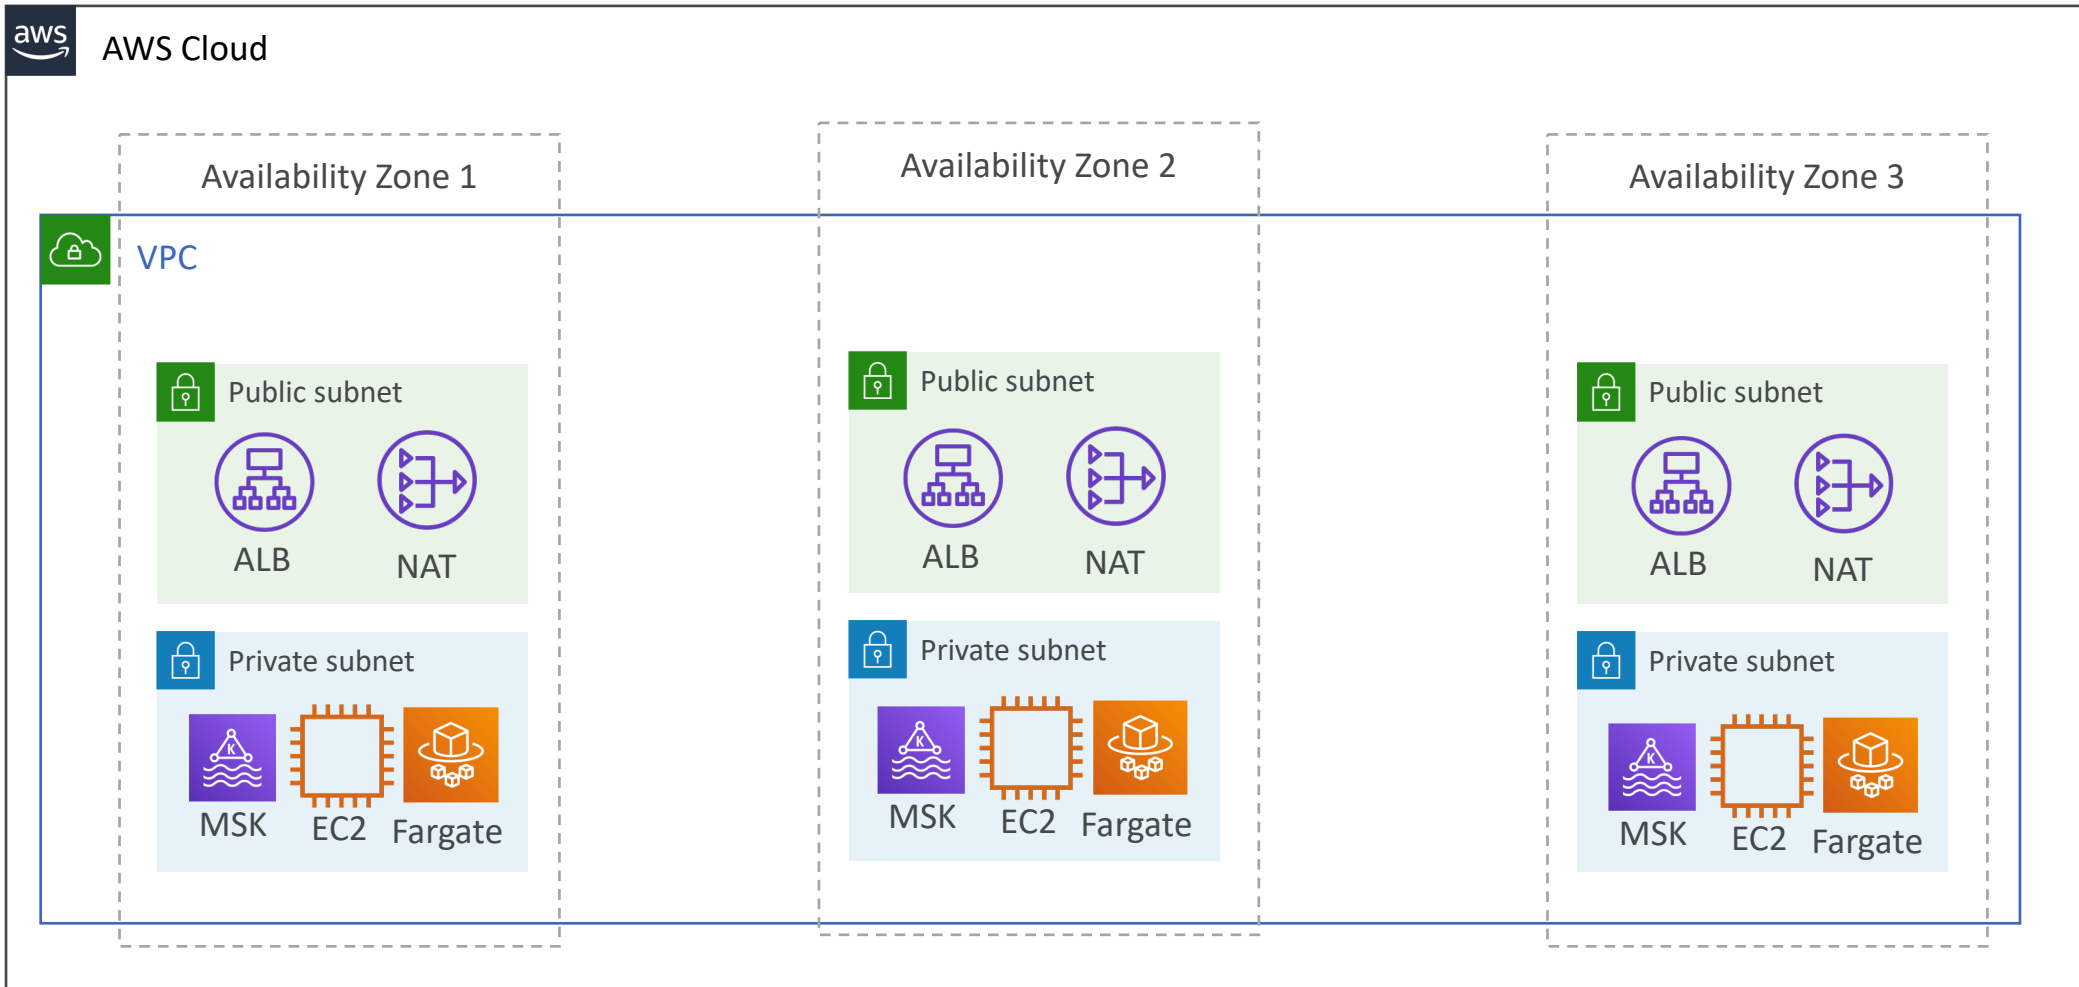 aws
AWS Cloud
Availability Zone 1
Availability Zone 2
Availability Zone 3
VPC
Public subnet
ALB
NAT
Private subnet
K
MSK
EC2
Fargate
Public subnet
ALB
NAT
Private subnet
K
MSK
EC2
Fargate
Public subnet
ALB
NAT
Private subnet
K
MSK
EC2
Fargate